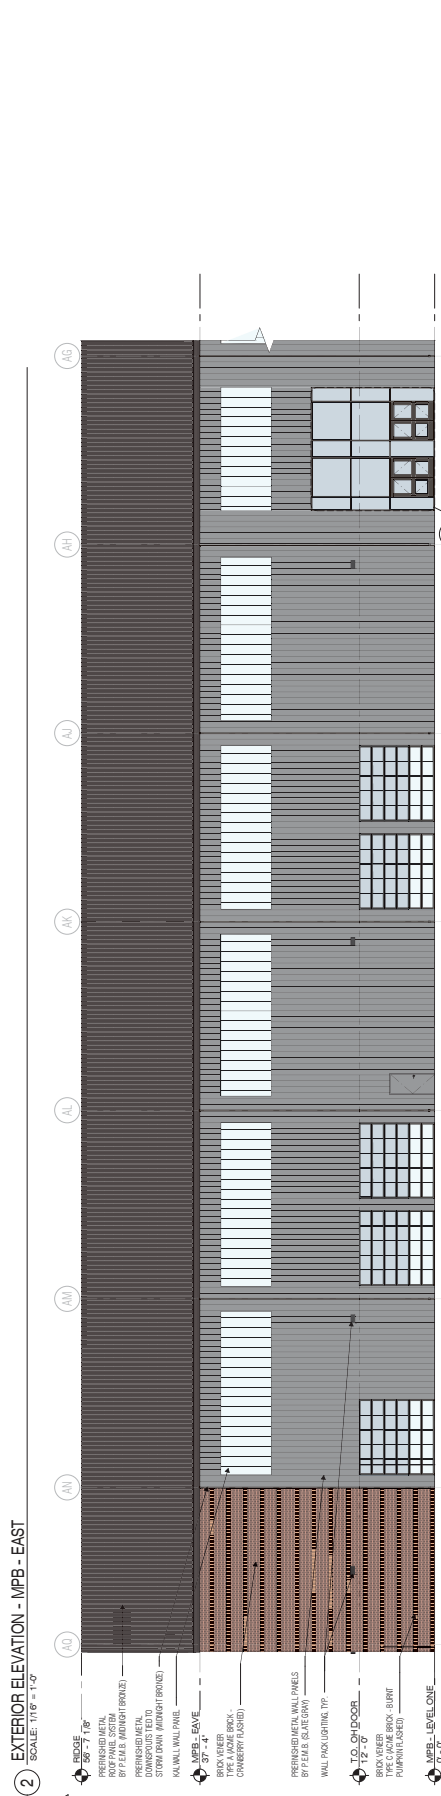 2
EXTERIOR ELEVATION - MPB - EAST
SCALE: 1/16" = 1'-0"
AQ
AN
AM
AL
AK
AJ
AH
AG
RIDGE
56' - 7 1/8"
PREFINISHED METAL
ROOF PANEL SYSTEM
BY P.E.M.B. (MIDNIGHT BRONZE)
PREFINISHED METAL
DOWNSPOUTS TIED TO
STORM DRAIN (MIDNIGHT BRONZE)
KALWALL WALL PANEL
MPB - EAVE
37' - 4"
BRICK VENEER
TYPE A (ACME BRICK -
CRANBERRY FLASHED)
PREFINISHED METAL WALL PANELS
BY P.E.M.B. (SLATE GRAY)
WALL PACK LIGHTING, TYP.
T.O. OH DOOR
12' - 0"
BRICK VENEER
TYPE C (ACME BRICK - BURNT
PUMPKIN FLASHED)
MPB - LEVEL ONE
0' - 0"